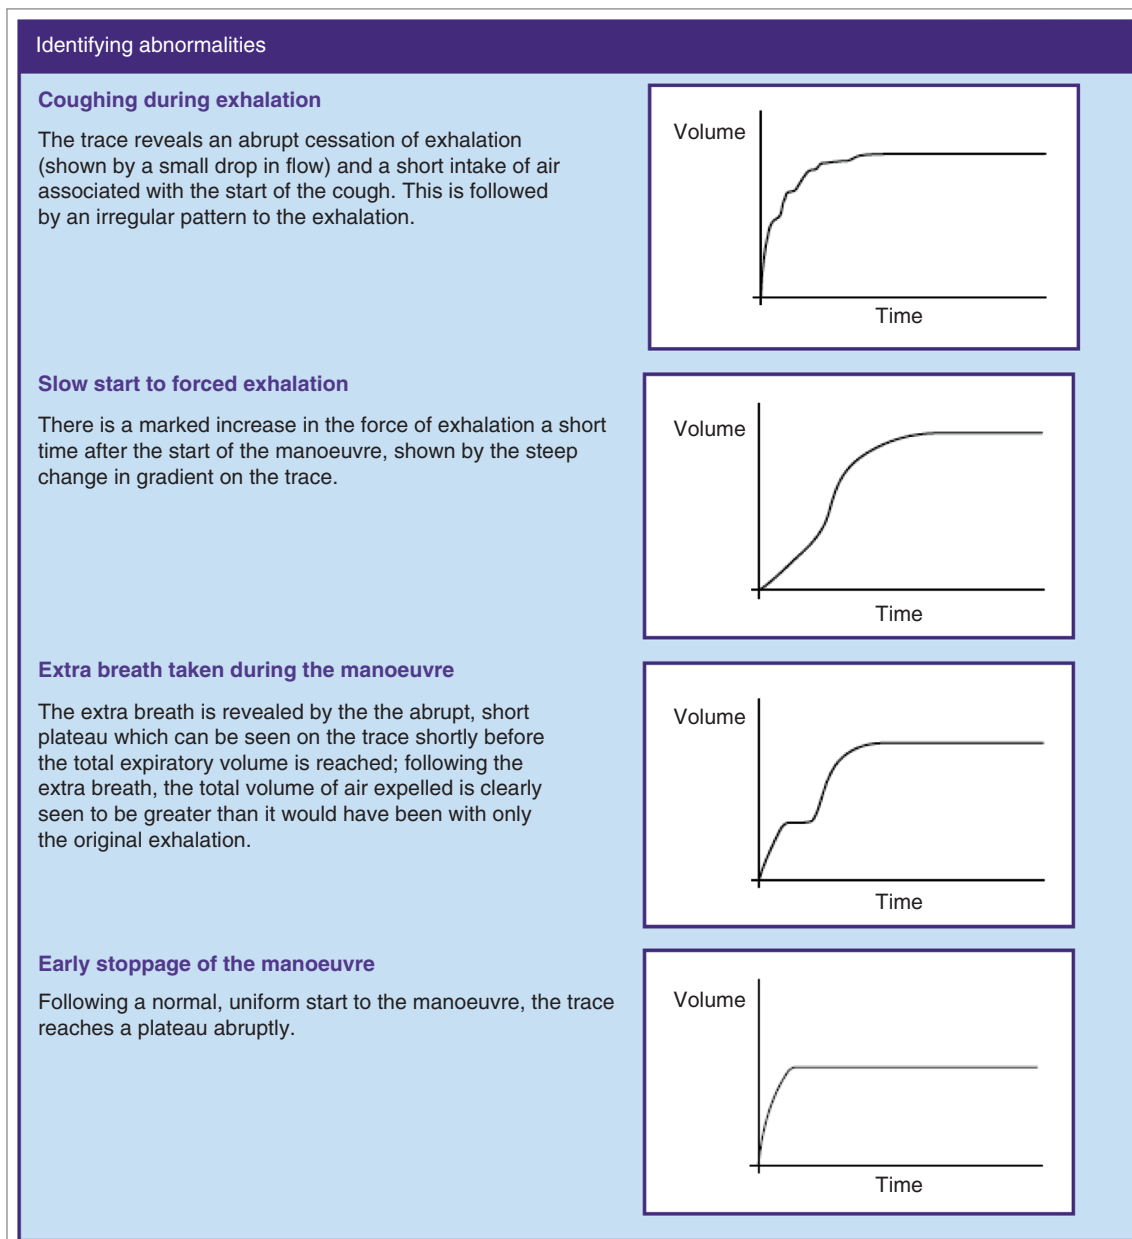 Identifying abnormalities
Coughing during exhalation
The trace reveals an abrupt cessation of exhalation
(shown by a small drop in flow) and a short intake of air
associated with the start of the cough. This is followed
by an irregular pattern to the exhalation.
Volume
Time
Slow start to forced exhalation
There is a marked increase in the force of exhalation a short
time after the start of the manoeuvre, shown by the steep
change in gradient on the trace.
Volume
Time
Extra breath taken during the manoeuvre
The extra breath is revealed by the the abrupt, short
plateau which can be seen on the trace shortly before
the total expiratory volume is reached; following the
extra breath, the total volume of air expelled is clearly
seen to be greater than it would have been with only
the original exhalation.
Volume
Time
Early stoppage of the manoeuvre
Following a normal, uniform start to the manoeuvre, the trace
reaches a plateau abruptly.
Volume
Time